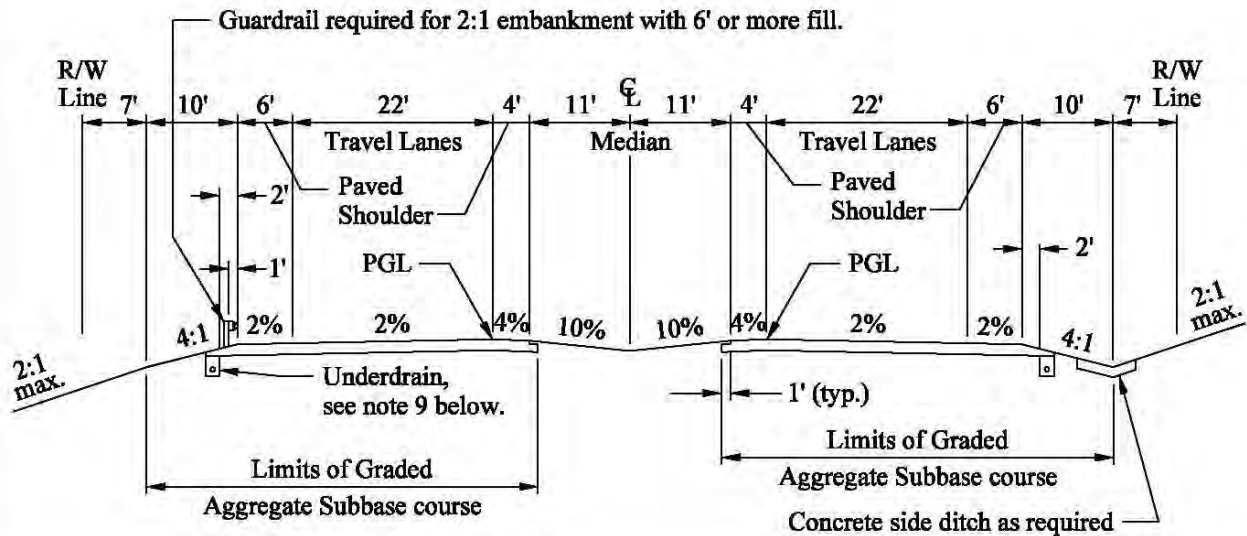 Guardrail required for 2:1 embankment with 6' or more fill.
R/W
Line
7' 10' 6' 22' 4' 11' ℄ 11' 4' 22' 6' 10' 7'
R/W
Line
Travel Lanes
Median
Travel Lanes
Paved
Shoulder
Paved
Shoulder
2'
2'
1'
PGL
PGL
2:1
max.
4:1 2% 2% 4% 10% 10% 4% 2% 2% 4:1
2:1
max.
Underdrain,
see note 9 below.
1' (typ.)
Limits of Graded
Aggregate Subbase course
Limits of Graded
Aggregate Subbase course
Concrete side ditch as required